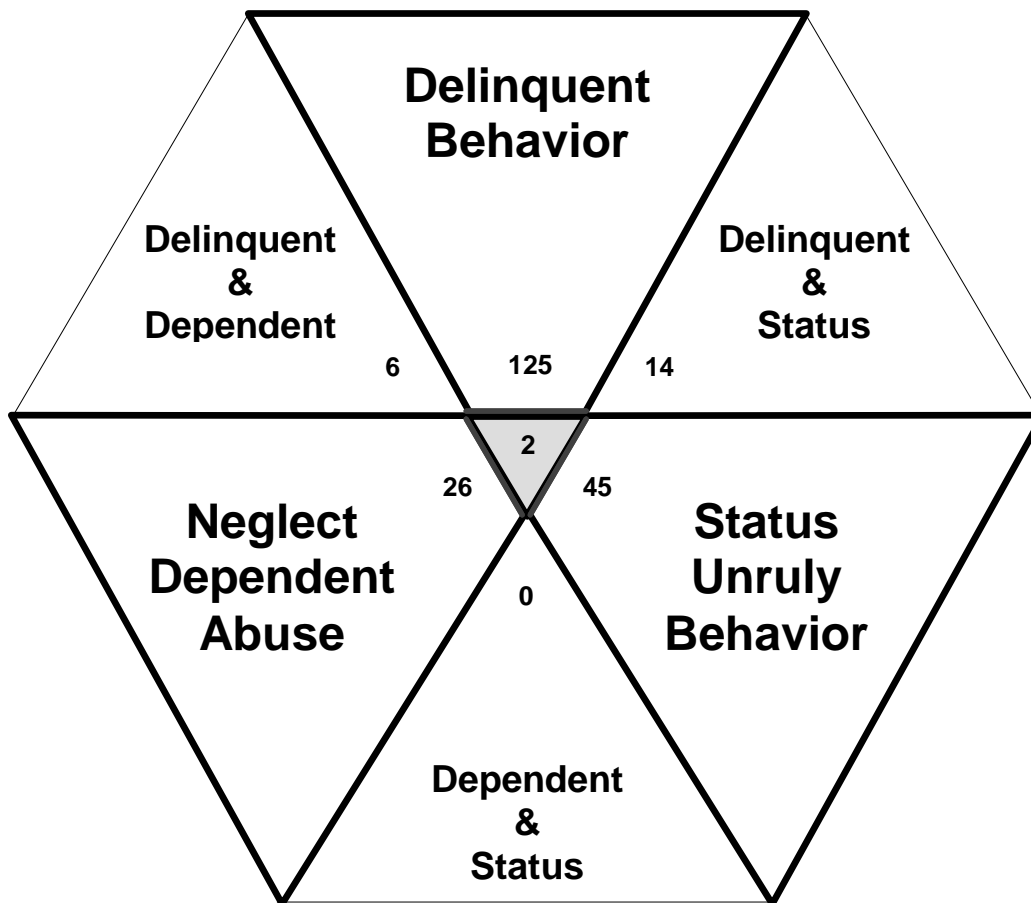 Delinquent
Behavior
Delinquent
&
Dependent
Delinquent
&
Status
6
125
14
2
26
45
Neglect
Dependent
Abuse
Status
Unruly
Behavior
0
Dependent
&
Status